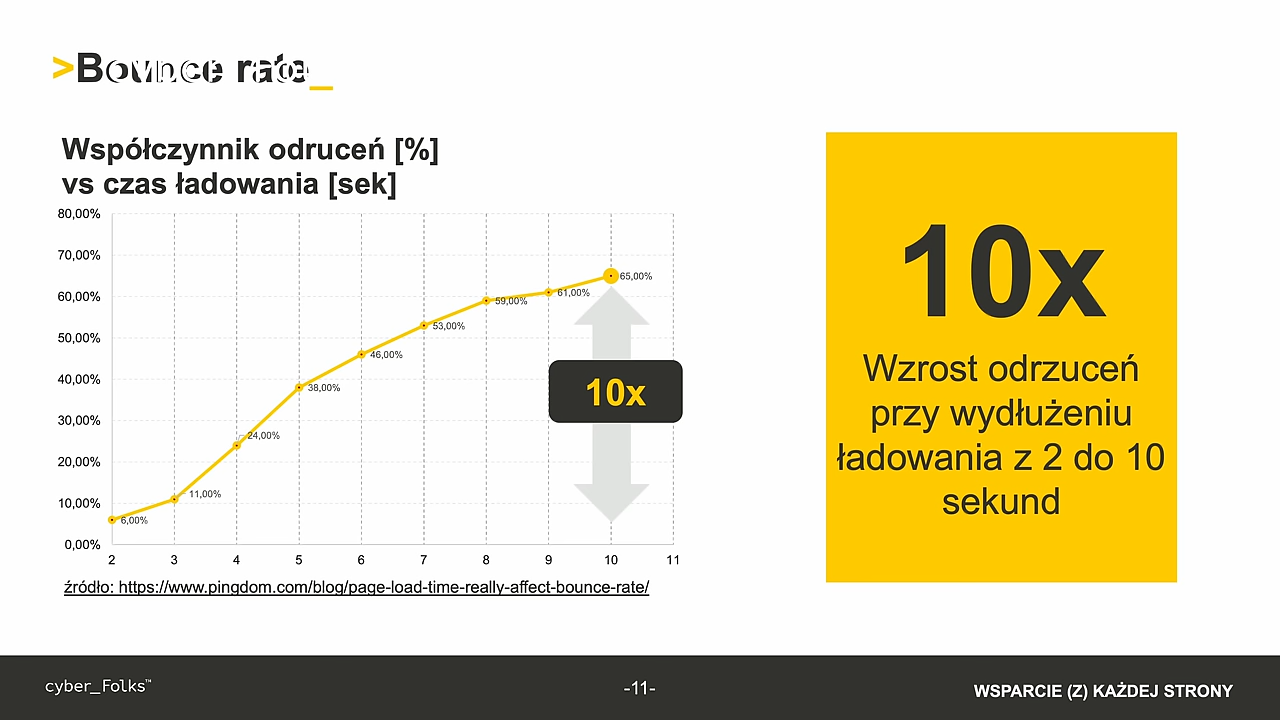 >Bounce rate_
Współczynnik odruceń [%]
vs czas ładowania [sek]
80,00%
70,00%
60,00%
50,00%
40,00%
30,00%
20,00%
10,00%
0,00%
6,00%
11,00%
24,00%
38,00%
46,00%
53,00%
59,00%
61,00%
65,00%
10x
2 3 4 5 6 7 8 9 10 11
źródło: https://www.pingdom.com/blog/page-load-time-really-affect-bounce-rate/
10x
Wzrost odrzuceń
przy wydłużeniu
ładowania z 2 do 10
sekund
cyber_Folks™
-11-
WSPARCIE (Z) KAŻDEJ STRONY